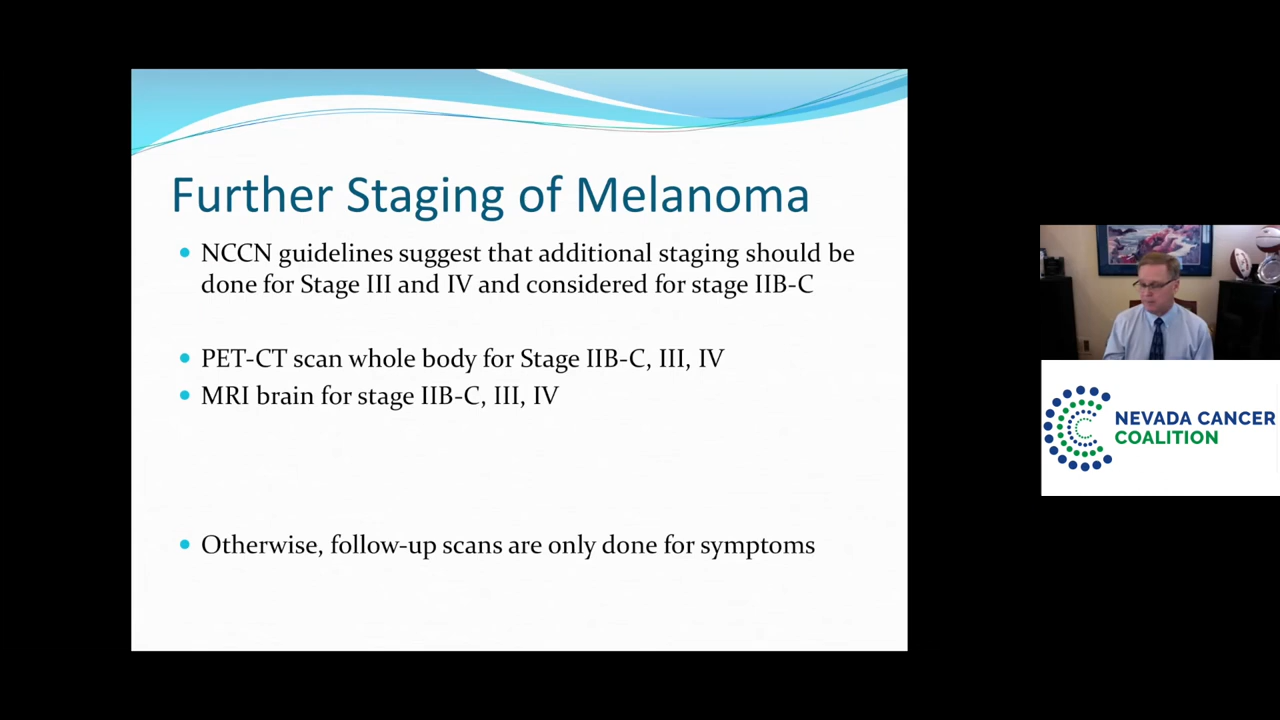 Further Staging of Melanoma
NCCN guidelines suggest that additional staging should be
done for Stage III and IV and considered for stage IIB-C
PET-CT scan whole body for Stage IIB-C, III, IV
MRI brain for stage IIB-C, III, IV
Otherwise, follow-up scans are only done for symptoms
NEVADA CANCER
COALITION